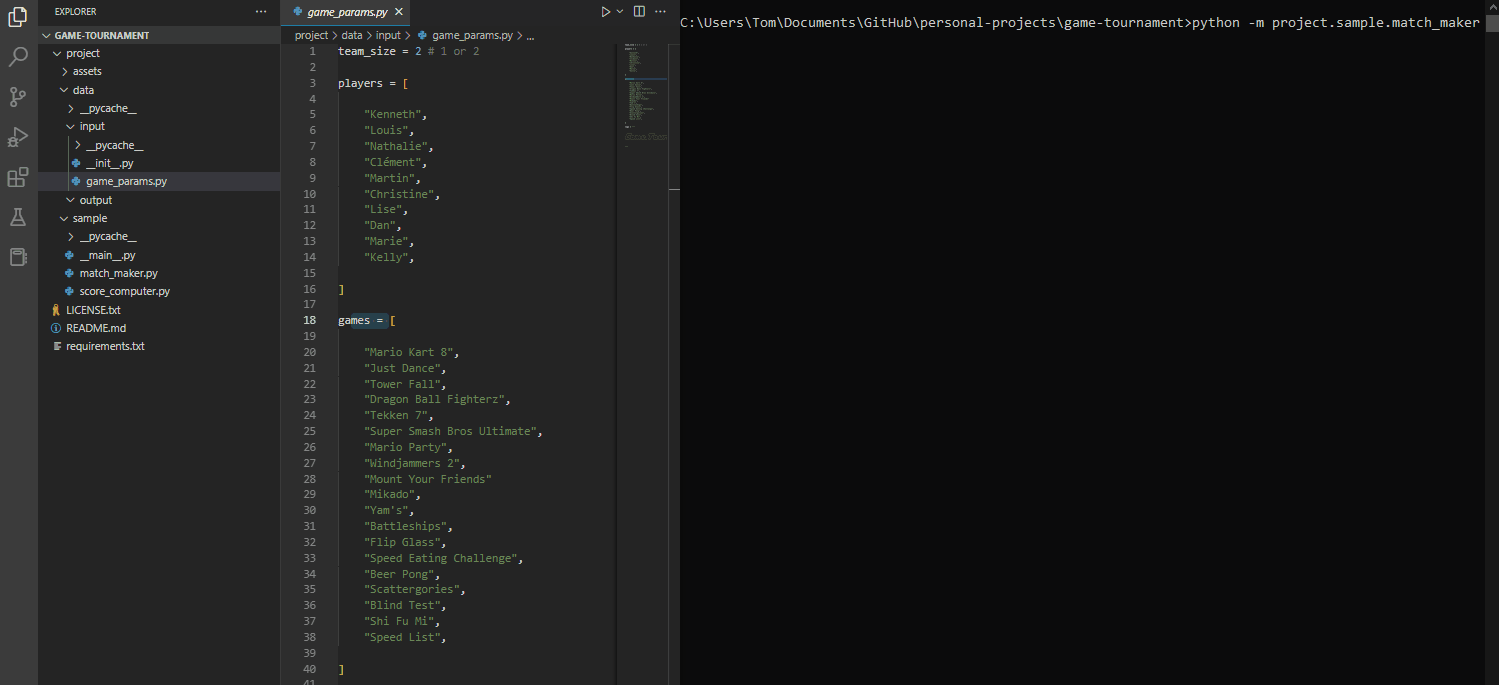 EXPLORER
GAME-TOURNAMENT
project
assets
data
__pycache__
input
__pycache__
__init__.py
game_params.py
output
sample
__pycache__
__main__.py
match_maker.py
score_computer.py
LICENSE.txt
README.md
requirements.txt
game_params.py
project > data > input > game_params.py > ...
1 team_size = 2 # 1 or 2
2
3 players = [
4
5 "Kenneth",
6 "Louis",
7 "Nathalie",
8 "Clément",
9 "Martin",
10 "Christine",
11 "Lise",
12 "Dan",
13 "Marie",
14 "Kelly",
15
16 ]
17
18 games = [
19
20 "Mario Kart 8",
21 "Just Dance",
22 "Tower Fall",
23 "Dragon Ball Fighterz",
24 "Tekken 7",
25 "Super Smash Bros Ultimate",
26 "Mario Party",
27 "Windjammers 2",
28 "Mount Your Friends"
29 "Mikado",
30 "Yam's",
31 "Battleships",
32 "Flip Glass",
33 "Speed Eating Challenge",
34 "Beer Pong",
35 "Scattergories",
36 "Blind Test",
37 "Shi Fu Mi",
38 "Speed List",
39
40 ]
41
C:\Users\Tom\Documents\GitHub\personal-projects\game-tournament>python -m project.sample.match_maker